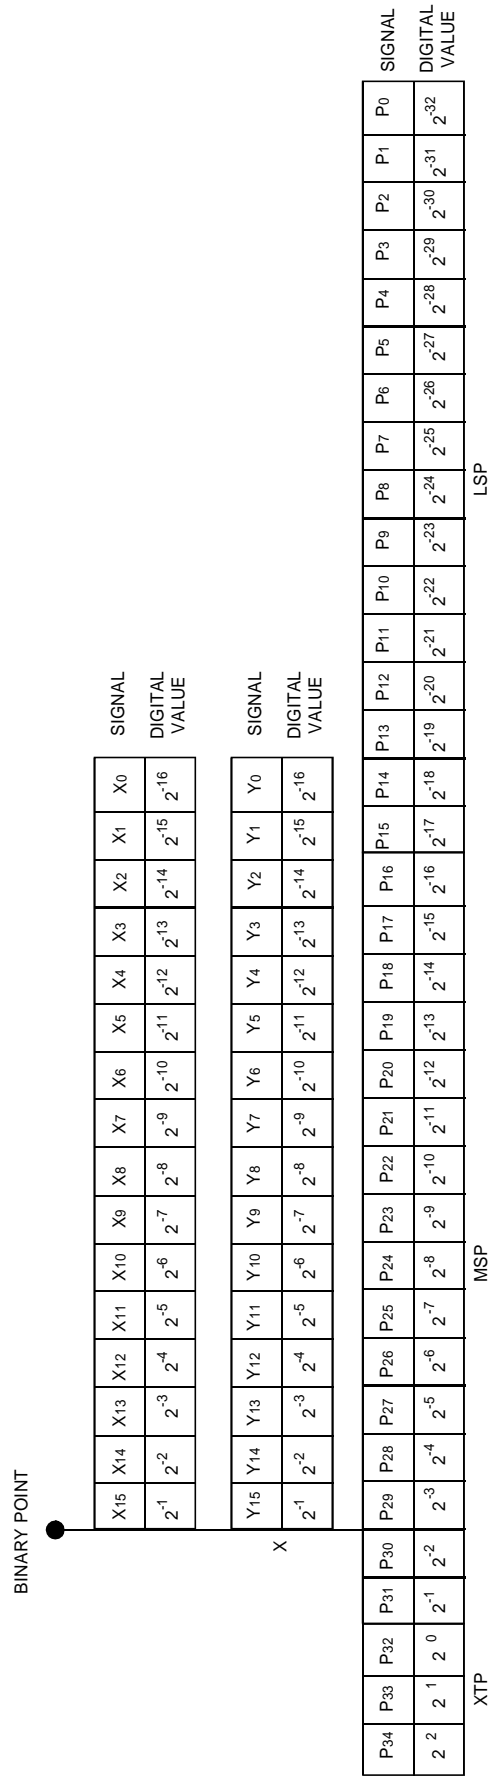 BINARY POINT
X15 X14 X13 X12 X11 X10 X9 X8 X7 X6 X5 X4 X3 X2 X1 X0 SIGNAL
2-1 2-2 2-3 2-4 2-5 2-6 2-7 2-8 2-9 2-10 2-11 2-12 2-13 2-14 2-15 2-16 DIGITAL
VALUE
X
Y15 Y14 Y13 Y12 Y11 Y10 Y9 Y8 Y7 Y6 Y5 Y4 Y3 Y2 Y1 Y0 SIGNAL
2-1 2-2 2-3 2-4 2-5 2-6 2-7 2-8 2-9 2-10 2-11 2-12 2-13 2-14 2-15 2-16 DIGITAL
VALUE
P34 P33 P32 P31 P30 P29 P28 P27 P26 P25 P24 P23 P22 P21 P20 P19 P18 P17 P16 P15 P14 P13 P12 P11 P10 P9 P8 P7 P6 P5 P4 P3 P2 P1 P0 SIGNAL
2 2 2 1 2 0 2-1 2-2 2-3 2-4 2-5 2-6 2-7 2-8 2-9 2-10 2-11 2-12 2-13 2-14 2-15 2-16 2-17 2-18 2-19 2-20 2-21 2-22 2-23 2-24 2-25 2-26 2-27 2-28 2-29 2-30 2-31 2-32 DIGITAL
VALUE
XTP MSP LSP